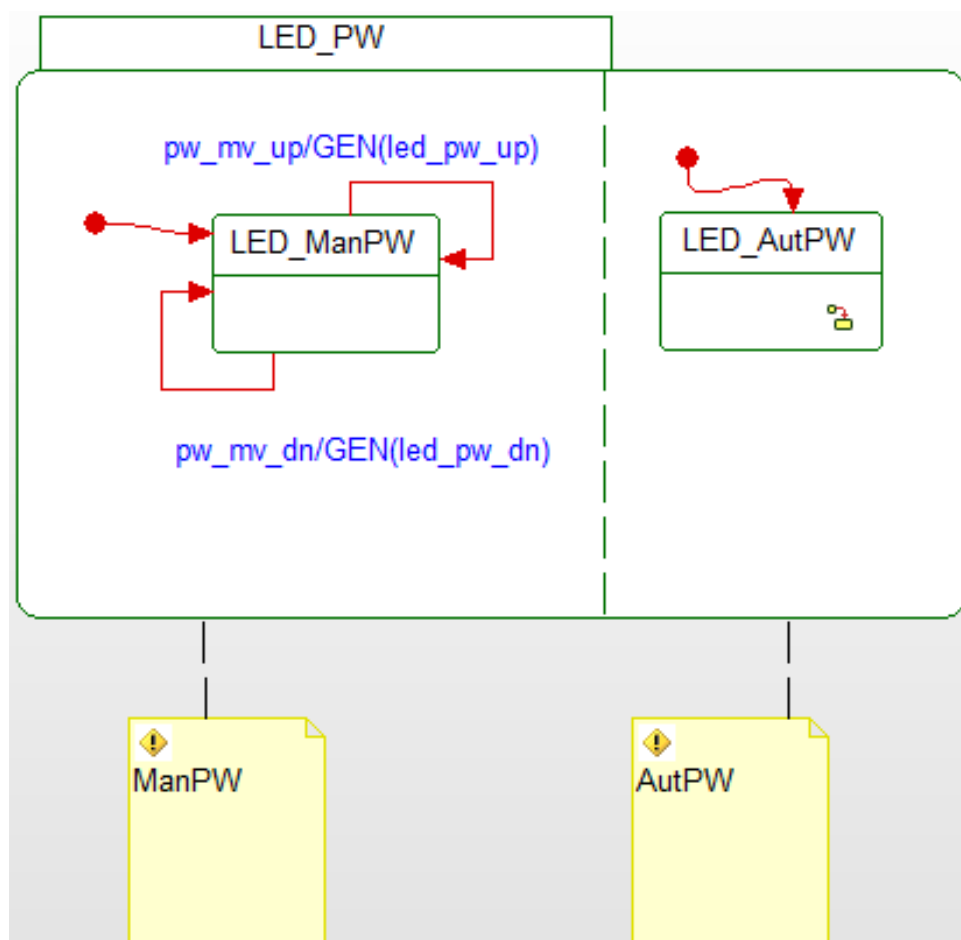 LED_PW
pw_mv_up/GEN(led_pw_up)
LED_ManPW
LED_AutPW
pw_mv_dn/GEN(led_pw_dn)
ManPW
AutPW